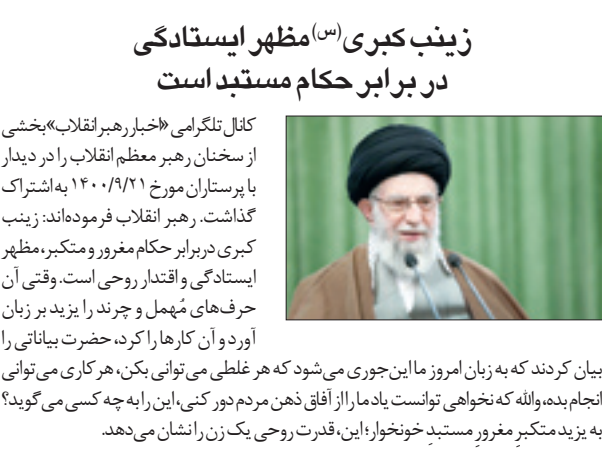 زینب کبری(س) مظهر ایستادگی
در برابر حکام مستبد است
کانال تلگرامی «اخبار رهبر انقلاب» بخشی
از سخنان رهبر معظم انقلاب را در دیدار
با پرستاران مورخ ۱۴۰۰/۹/۲۱ به اشتراک
گذاشت. رهبر انقلاب فرموده‌اند: زینب
کبری دربرابر حکام مغرور و متکبر، مظهر
ایستادگی و اقتدار روحی است. وقتی آن
حرف‌های مُهمل و چرند را یزید بر زبان
آورد و آن کارها را کرد، حضرت بیاناتی را
بیان کردند که به زبان امروز ما این‌جوری می‌شود که هر غلطی می‌توانی بکن، هر کاری می‌توانی
انجام بده، والله که نخواهی توانست یاد ما را از آفاق ذهن مردم دور کنی، این را به چه کسی می‌گوید؟
به یزید متکبرِ مغرورِ مستبدِ خونخوار؛ این، قدرت روحی یک زن را نشان می‌دهد.